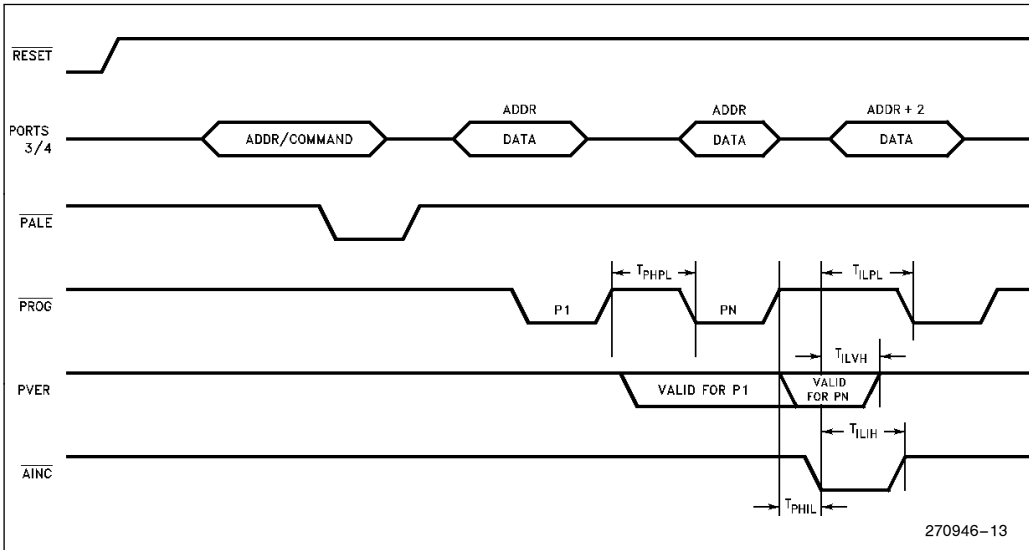 RESET
ADDR ADDR ADDR + 2
PORTS 3/4
ADDR/COMMAND DATA DATA DATA
PALE
T_PHPL T_ILPL
PROG
P1 PN
T_ILVH
PVER
VALID FOR P1
VALID FOR PN
T_ILIH
AINC
T_PHIL
270946–13